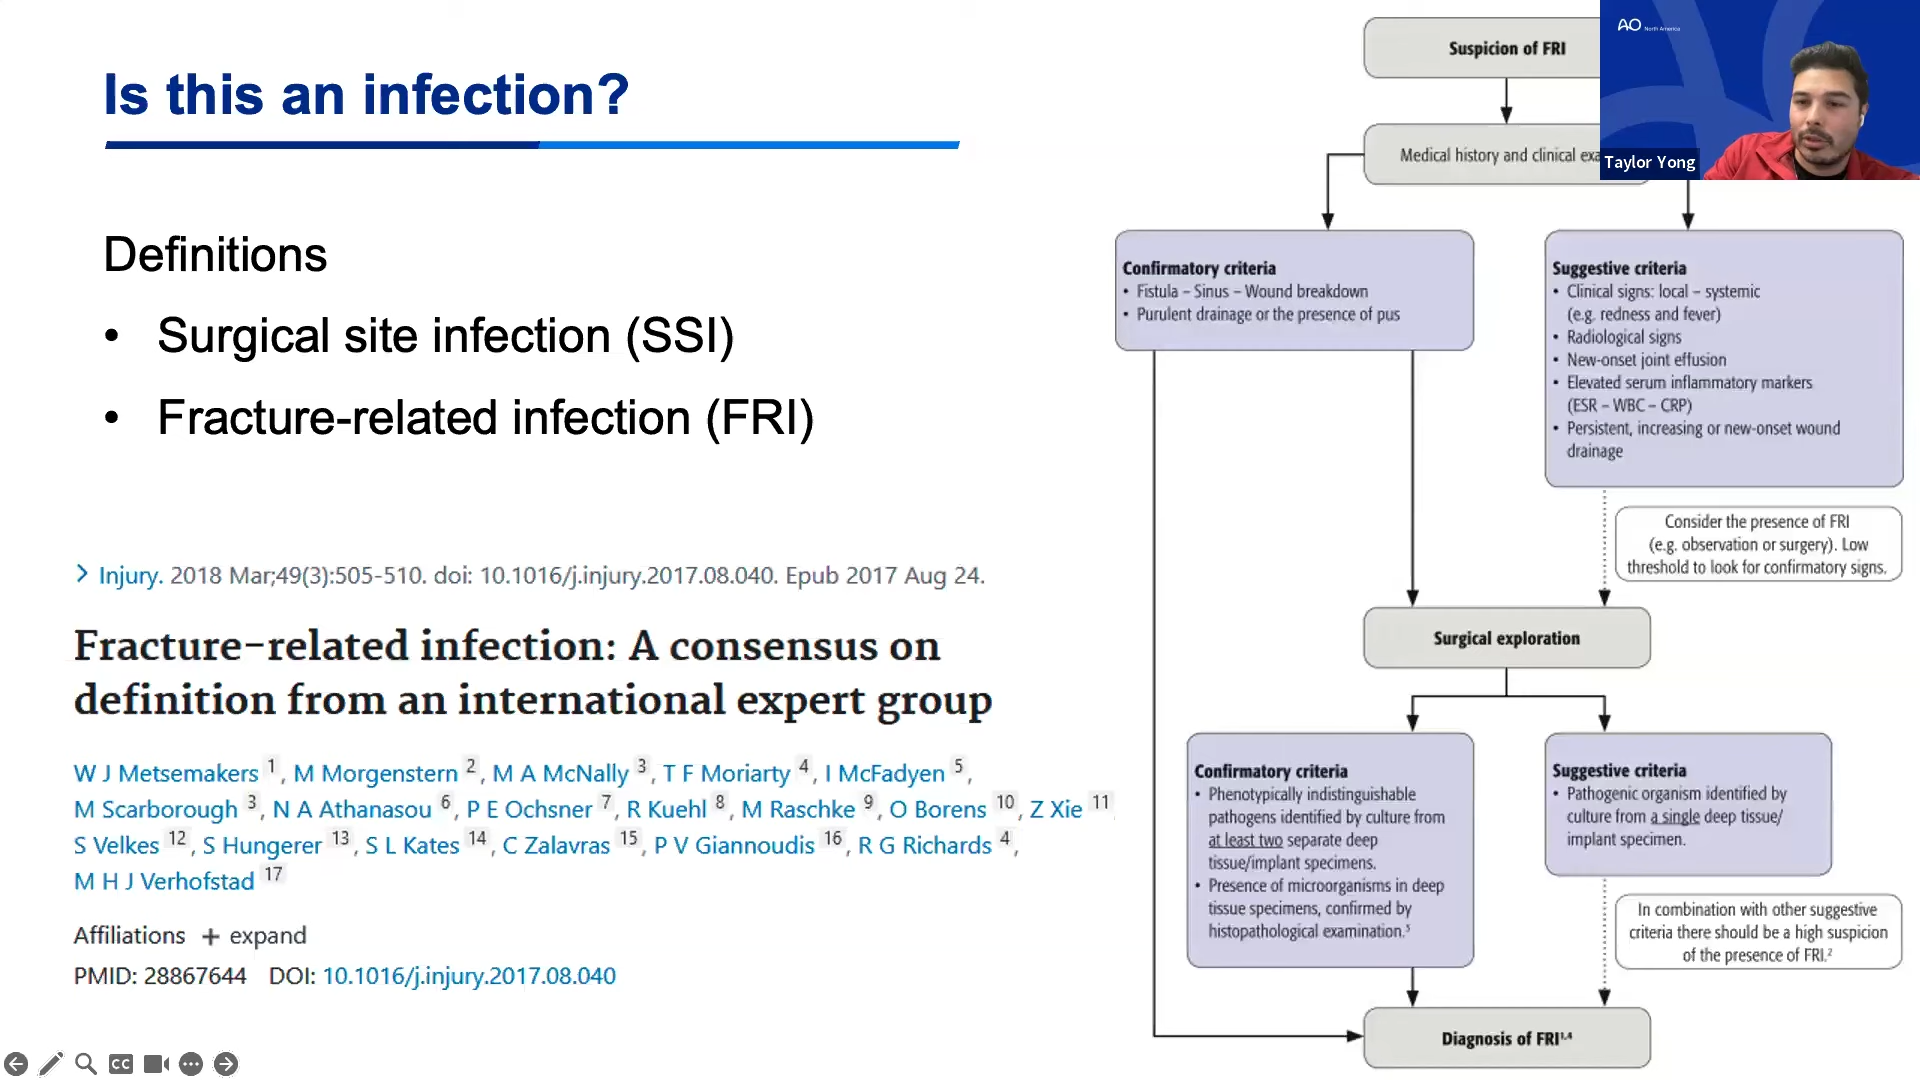 Is this an infection?
Definitions
• Surgical site infection (SSI)
• Fracture-related infection (FRI)
> Injury. 2018 Mar;49(3):505-510. doi: 10.1016/j.injury.2017.08.040. Epub 2017 Aug 24.
Fracture-related infection: A consensus on
definition from an international expert group
W J Metsemakers 1, M Morgenstern 2, M A McNally 3, T F Moriarty 4, I McFadyen 5,
M Scarborough 3, N A Athanasou 6, P E Ochsner 7, R Kuehl 8, M Raschke 9, O Borens 10, Z Xie 11,
S Velkes 12, S Hungerer 13, S L Kates 14, C Zalavras 15, P V Giannoudis 16, R G Richards 4,
M H J Verhofstad 17
Affiliations + expand
PMID: 28867644 DOI: 10.1016/j.injury.2017.08.040
Suspicion of FRI
Medical history and clinical exa
Confirmatory criteria
• Fistula – Sinus – Wound breakdown
• Purulent drainage or the presence of pus
Suggestive criteria
• Clinical signs: local – systemic
(e.g. redness and fever)
• Radiological signs
• New-onset joint effusion
• Elevated serum inflammatory markers
(ESR – WBC – CRP)
• Persistent, increasing or new-onset wound
drainage
Consider the presence of FRI
(e.g. observation or surgery). Low
threshold to look for confirmatory signs.
Surgical exploration
Confirmatory criteria
• Phenotypically indistinguishable
pathogens identified by culture from
at least two separate deep
tissue/implant specimens.
• Presence of microorganisms in deep
tissue specimens, confirmed by
histopathological examination.3
Suggestive criteria
• Pathogenic organism identified by
culture from a single deep tissue/
implant specimen.
In combination with other suggestive
criteria there should be a high suspicion
of the presence of FRI.2
Diagnosis of FRI1,4
AO North America
Taylor Yong
CC